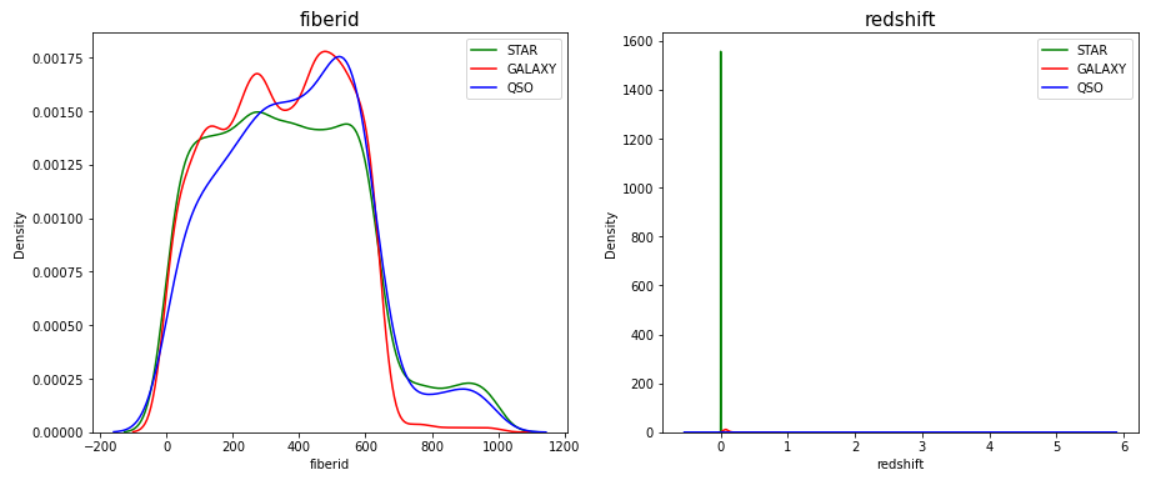 fiberid
Density
0.00175
0.00150
0.00125
0.00100
0.00075
0.00050
0.00025
0.00000
STAR
GALAXY
QSO
−200 0 200 400 600 800 1000 1200
fiberid
redshift
Density
1600
1400
1200
1000
800
600
400
200
0
STAR
GALAXY
QSO
0 1 2 3 4 5 6
redshift